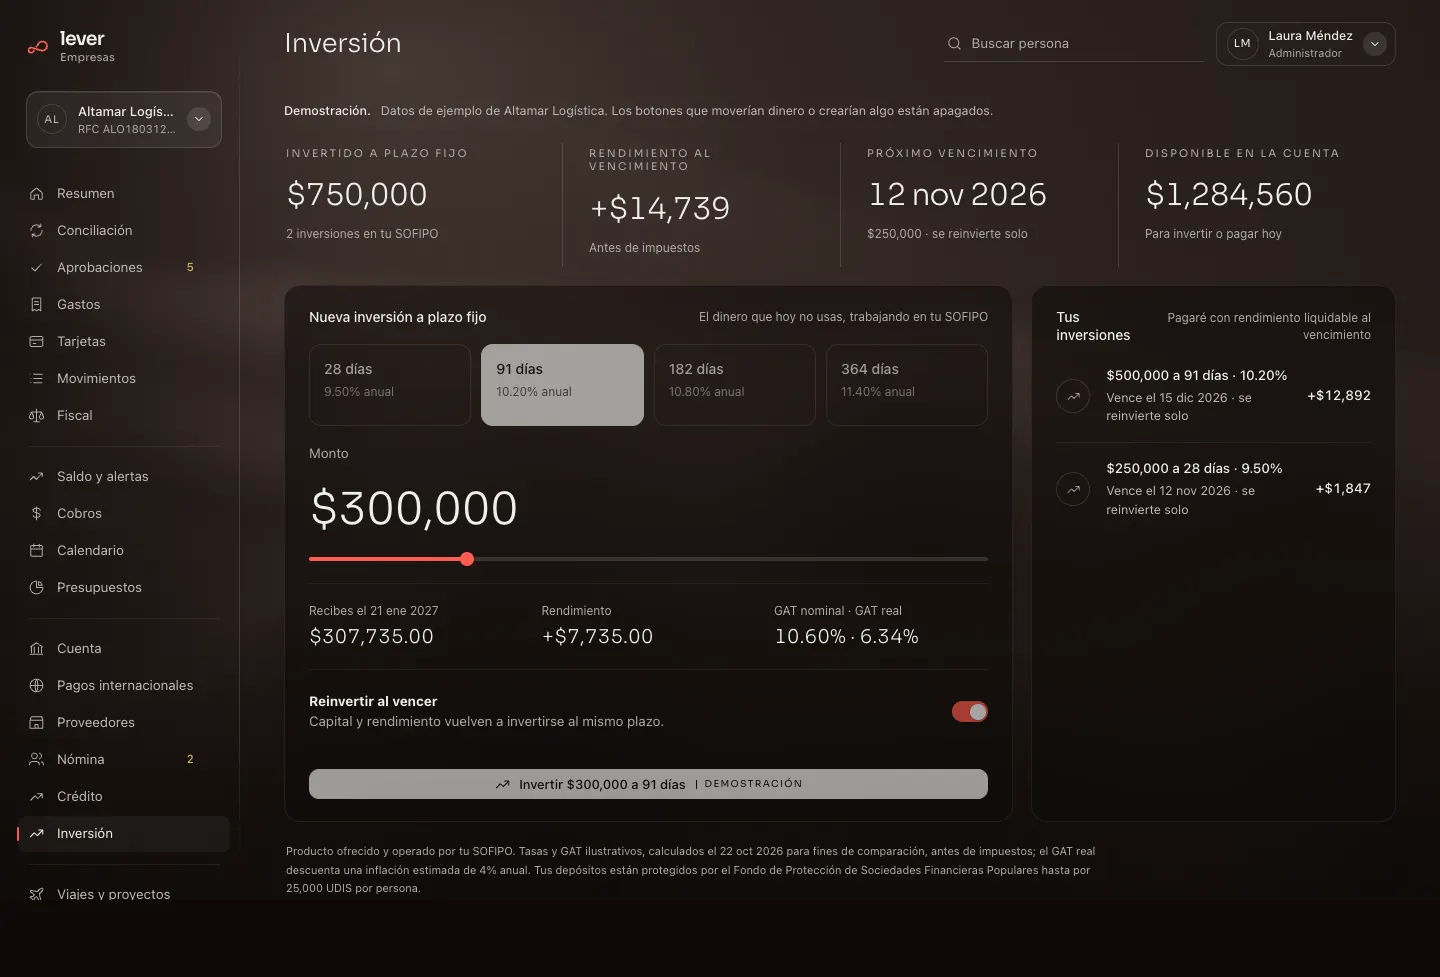 lever
Empresas
AL
Altamar Logís...
RFC ALO180312...
Resumen
Conciliación
Aprobaciones 5
Gastos
Tarjetas
Movimientos
Fiscal
Saldo y alertas
Cobros
Calendario
Presupuestos
Cuenta
Pagos internacionales
Proveedores
Nómina 2
Crédito
Inversión
Viajes y proyectos
Inversión
Buscar persona
LM
Laura Méndez
Administrador
Demostración. Datos de ejemplo de Altamar Logística. Los botones que moverían dinero o crearían algo están apagados.
INVERTIDO A PLAZO FIJO
$750,000
2 inversiones en tu SOFIPO
RENDIMIENTO AL
VENCIMIENTO
+$14,739
Antes de impuestos
PRÓXIMO VENCIMIENTO
12 nov 2026
$250,000 · se reinvierte solo
DISPONIBLE EN LA CUENTA
$1,284,560
Para invertir o pagar hoy
Nueva inversión a plazo fijo
El dinero que hoy no usas, trabajando en tu SOFIPO
28 días
9.50% anual
91 días
10.20% anual
182 días
10.80% anual
364 días
11.40% anual
Monto
$300,000
Recibes el 21 ene 2027
$307,735.00
Rendimiento
+$7,735.00
GAT nominal · GAT real
10.60% · 6.34%
Reinvertir al vencer
Capital y rendimiento vuelven a invertirse al mismo plazo.
Invertir $300,000 a 91 días | DEMOSTRACIÓN
Tus
inversiones
Pagaré con rendimiento liquidable al
vencimiento
$500,000 a 91 días · 10.20%
Vence el 15 dic 2026 · se
reinvierte solo
+$12,892
$250,000 a 28 días · 9.50%
Vence el 12 nov 2026 · se
reinvierte solo
+$1,847
Producto ofrecido y operado por tu SOFIPO. Tasas y GAT ilustrativos, calculados el 22 oct 2026 para fines de comparación, antes de impuestos; el GAT real
descuenta una inflación estimada de 4% anual. Tus depósitos están protegidos por el Fondo de Protección de Sociedades Financieras Populares hasta por
25,000 UDIS por persona.